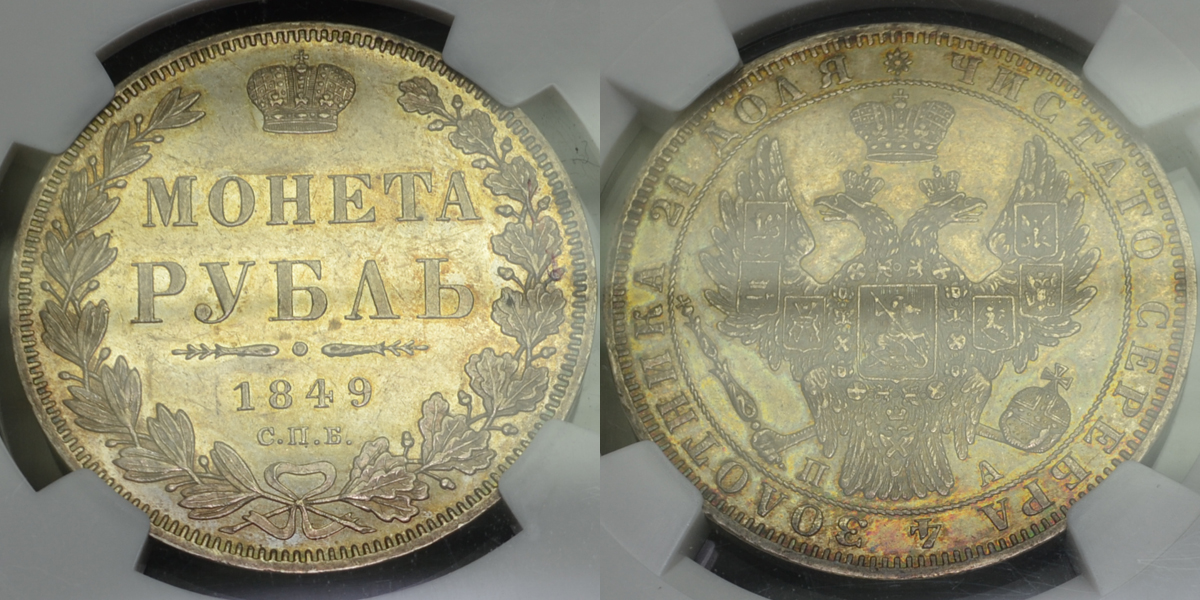 МОНЕТА
РУБЛЬ
1849
С.П.Б.
ЧИСТАГО СЕРЕБРА 4 ЗОЛОТНИКА 21 ДОЛЯ
П А